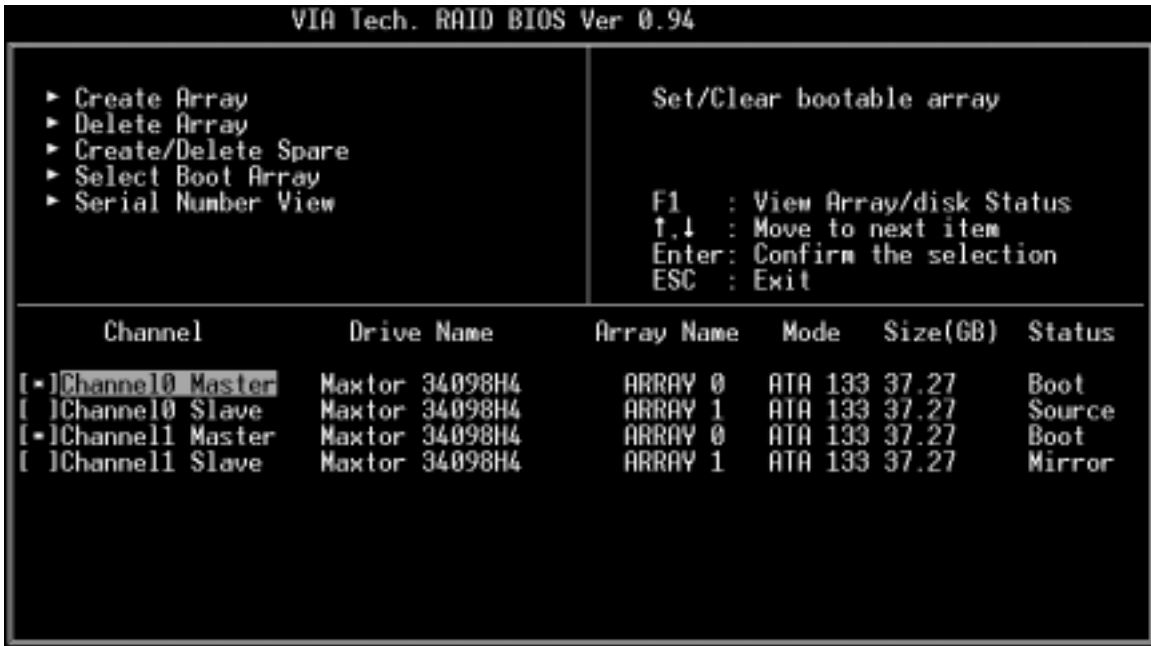 VIA Tech. RAID BIOS Ver 0.94
► Create Array
► Delete Array
► Create/Delete Spare
► Select Boot Array
► Serial Number View
Set/Clear bootable array
F1 : View Array/disk Status
↑,↓ : Move to next item
Enter: Confirm the selection
ESC : Exit
Channel Drive Name Array Name Mode Size(GB) Status
[*]Channel0 Master Maxtor 34098H4 ARRAY 0 ATA 133 37.27 Boot
[ ]Channel0 Slave Maxtor 34098H4 ARRAY 1 ATA 133 37.27 Source
[*]Channel1 Master Maxtor 34098H4 ARRAY 0 ATA 133 37.27 Boot
[ ]Channel1 Slave Maxtor 34098H4 ARRAY 1 ATA 133 37.27 Mirror